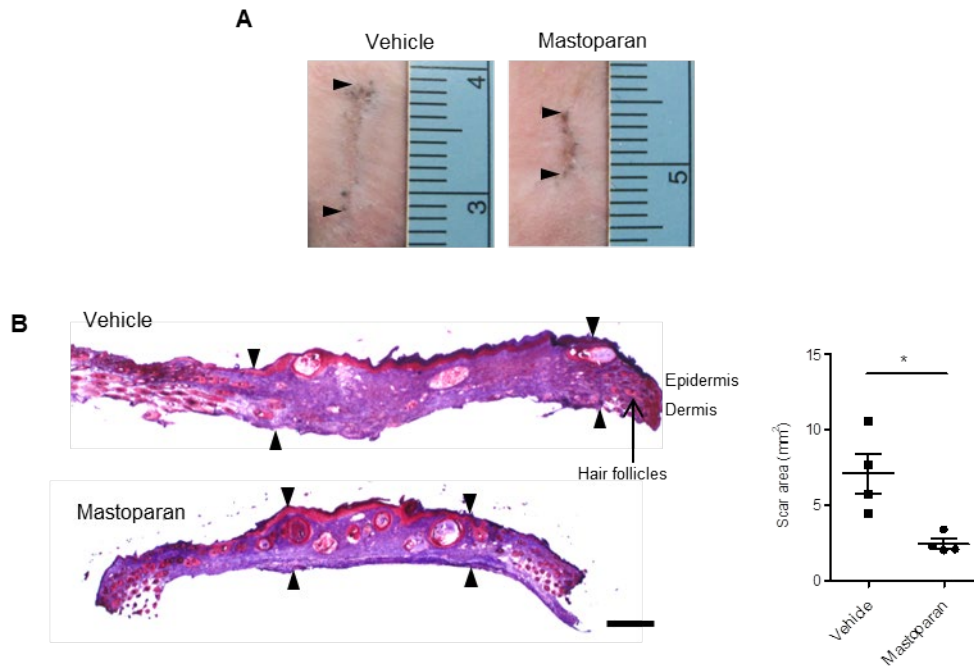 A
Vehicle
Mastoparan
4
3
5
B
Vehicle
Epidermis
Dermis
Hair follicles
Mastoparan
15
10
5
0
Scar area (mm²)
*
Vehicle
Mastoparan